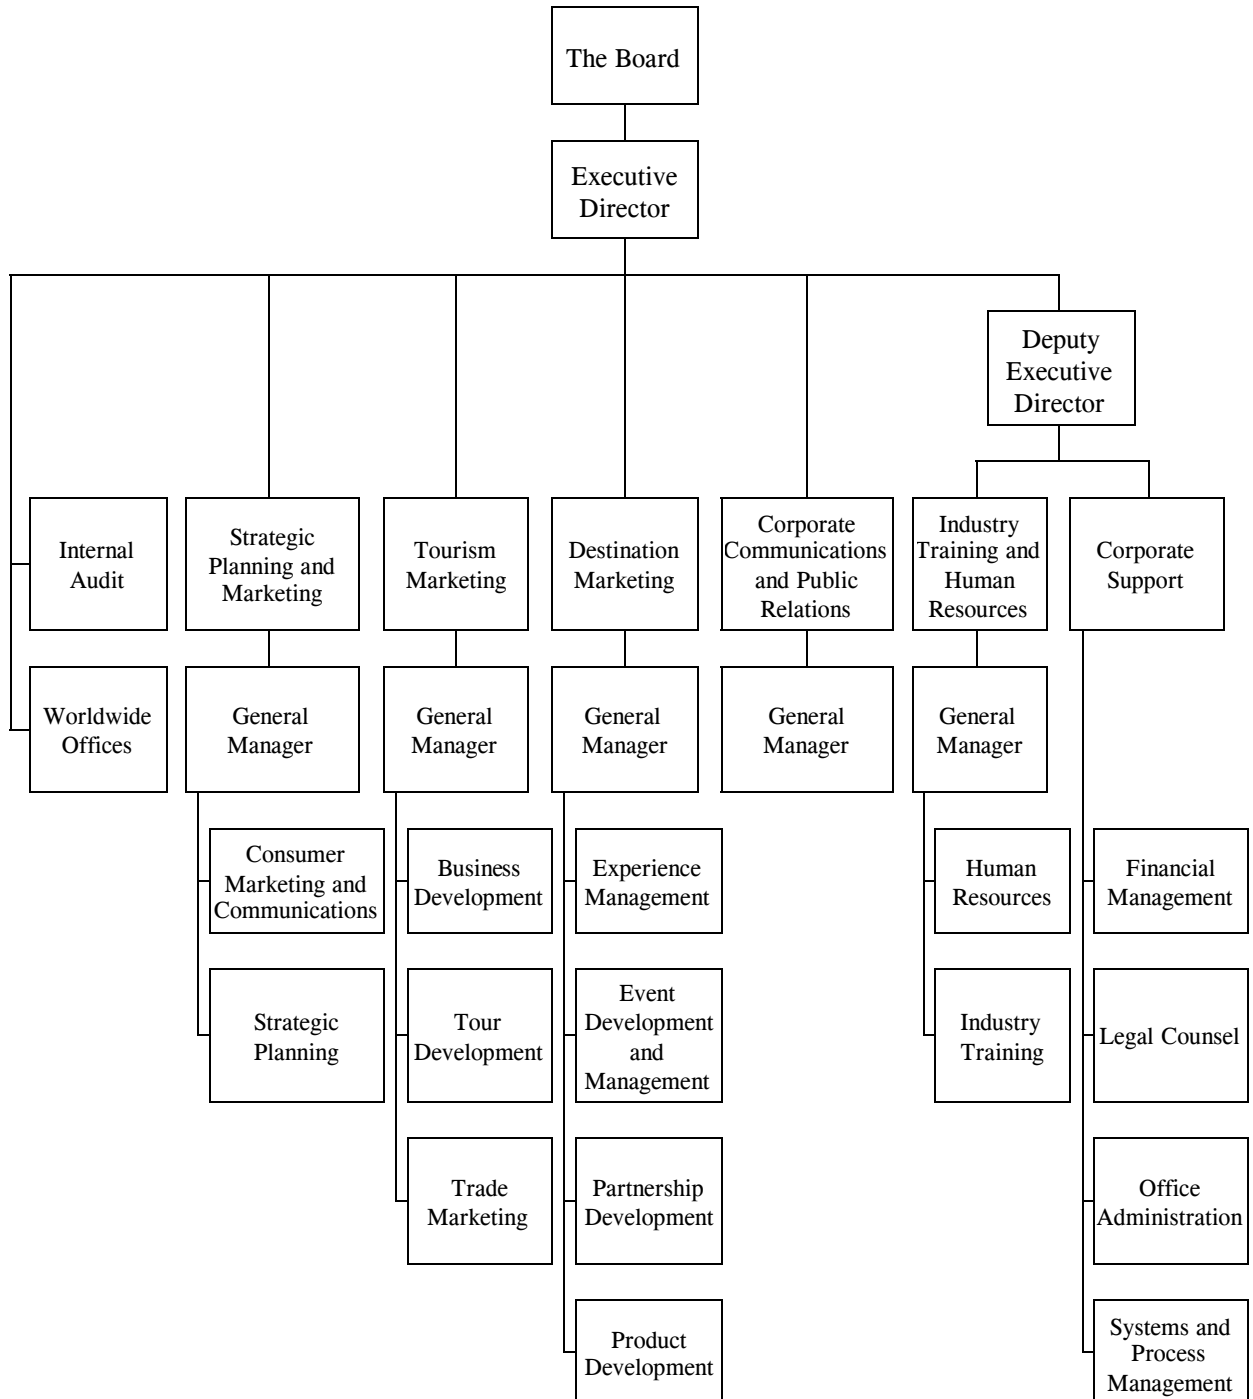 The Board
Executive
Director
Deputy
Executive
Director
Internal
Audit
Strategic
Planning and
Marketing
Tourism
Marketing
Destination
Marketing
Corporate
Communications
and Public
Relations
Industry
Training and
Human
Resources
Corporate
Support
Worldwide
Offices
General
Manager
General
Manager
General
Manager
General
Manager
General
Manager
Consumer
Marketing and
Communications
Business
Development
Experience
Management
Human
Resources
Financial
Management
Strategic
Planning
Tour
Development
Event
Development
and
Management
Industry
Training
Legal Counsel
Trade
Marketing
Partnership
Development
Office
Administration
Product
Development
Systems and
Process
Management